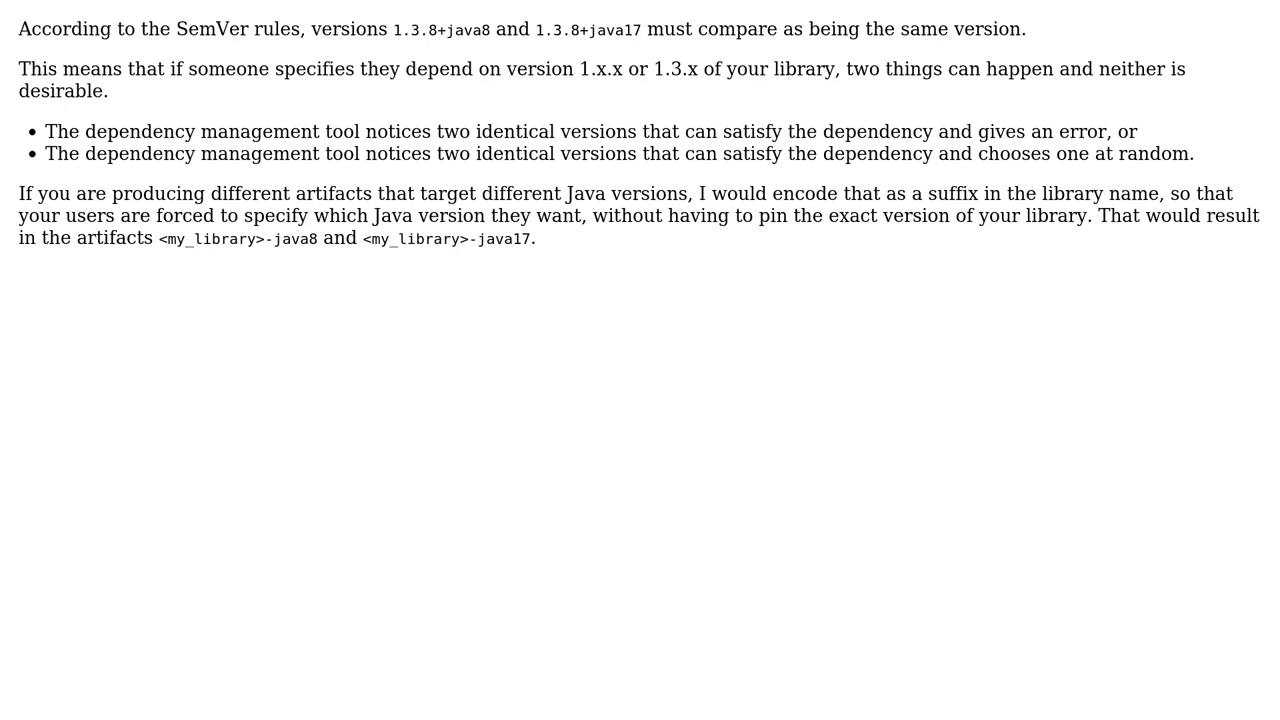 According to the SemVer rules, versions 1.3.8+java8 and 1.3.8+java17 must compare as being the same version.
This means that if someone specifies they depend on version 1.x.x or 1.3.x of your library, two things can happen and neither is
desirable.
• The dependency management tool notices two identical versions that can satisfy the dependency and gives an error, or
• The dependency management tool notices two identical versions that can satisfy the dependency and chooses one at random.
If you are producing different artifacts that target different Java versions, I would encode that as a suffix in the library name, so that
your users are forced to specify which Java version they want, without having to pin the exact version of your library. That would result
in the artifacts <my_library>-java8 and <my_library>-java17.